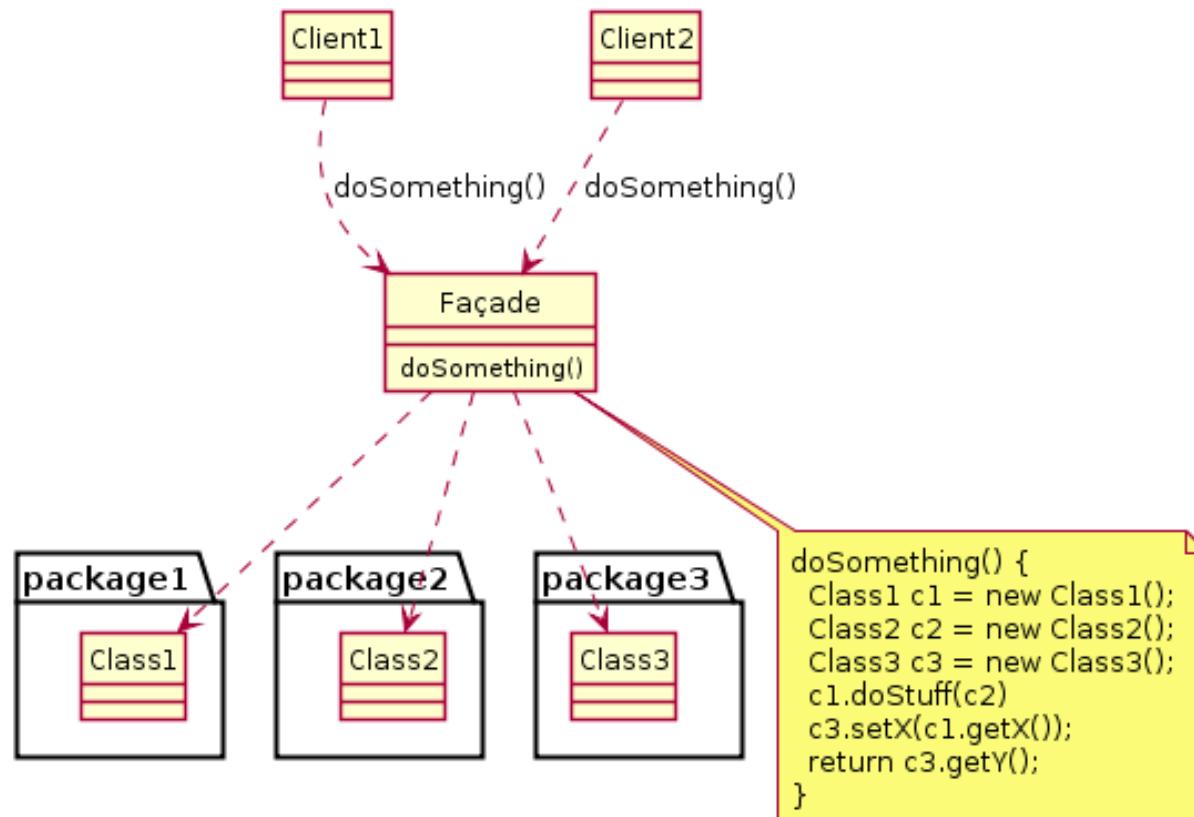 Client1
Client2
doSomething()
doSomething()
Façade
doSomething()
package1
package2
package3
Class1
Class2
Class3
doSomething() {
  Class1 c1 = new Class1();
  Class2 c2 = new Class2();
  Class3 c3 = new Class3();
  c1.doStuff(c2)
  c3.setX(c1.getX());
  return c3.getY();
}